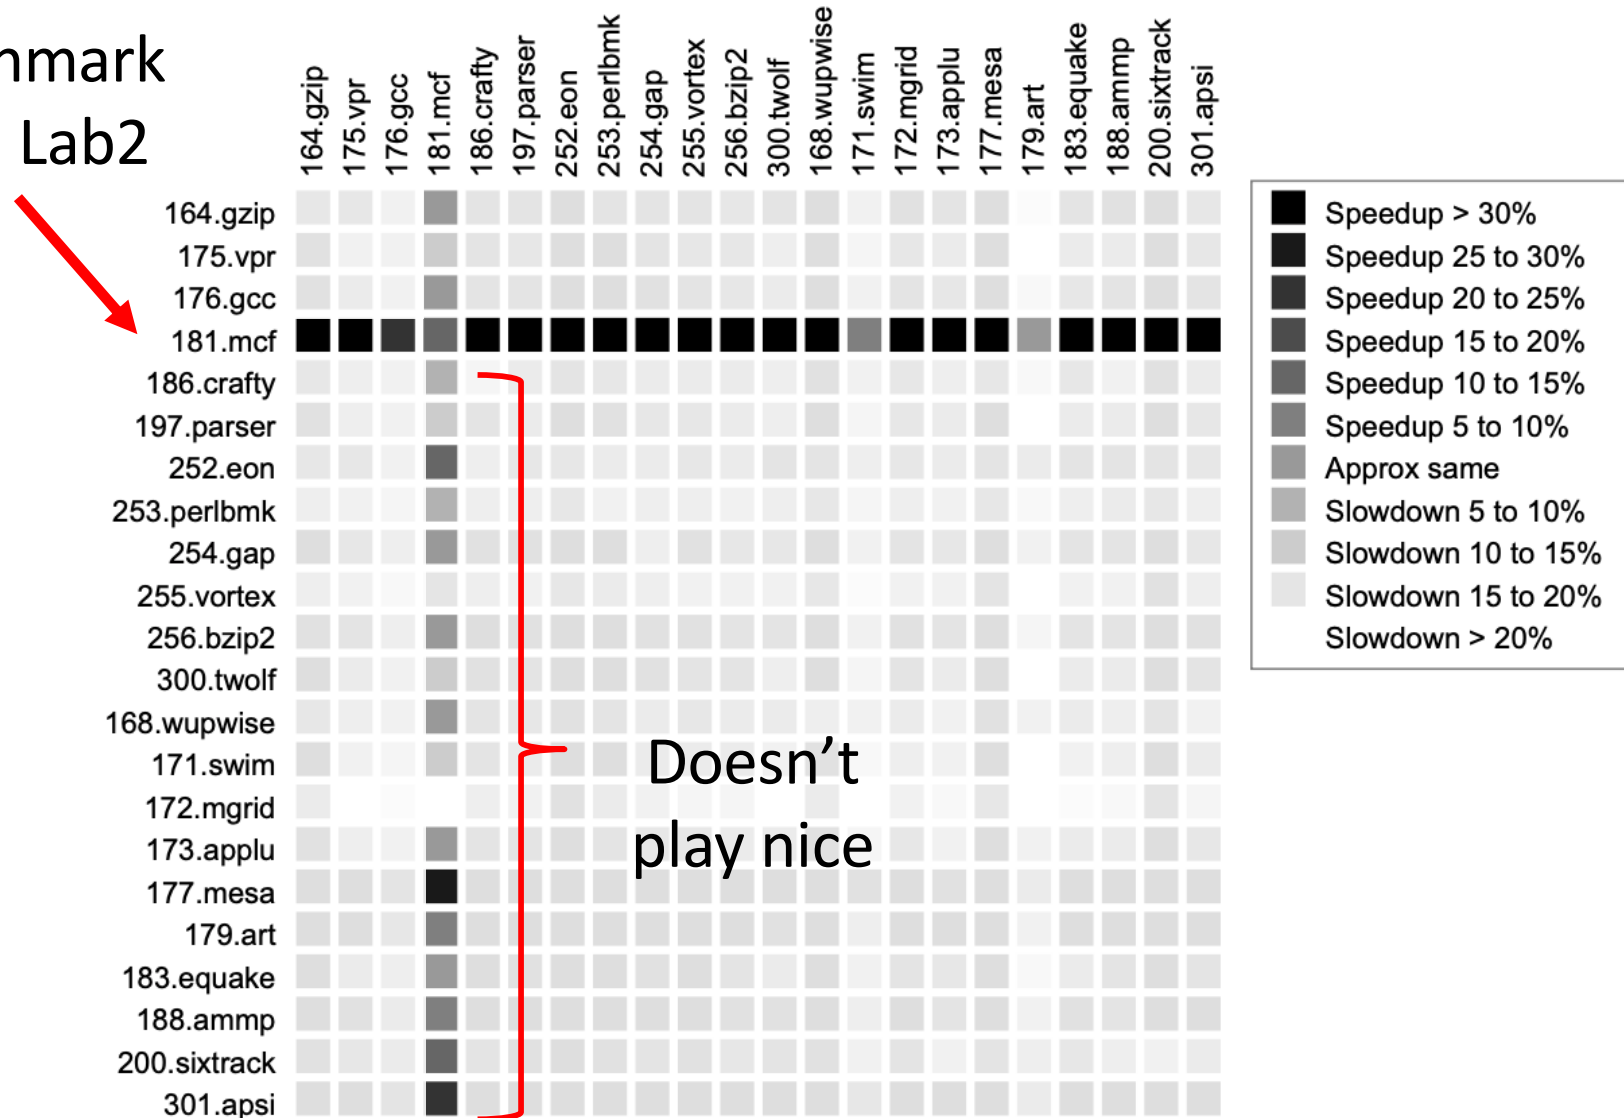 nmark
Lab2
164.gzip
175.vpr
176.gcc
181.mcf
186.crafty
197.parser
252.eon
253.perlbmk
254.gap
255.vortex
256.bzip2
300.twolf
168.wupwise
171.swim
172.mgrid
173.applu
177.mesa
179.art
183.equake
188.ammp
200.sixtrack
301.apsi
164.gzip
175.vpr
176.gcc
181.mcf
186.crafty
197.parser
252.eon
253.perlbmk
254.gap
255.vortex
256.bzip2
300.twolf
168.wupwise
171.swim
172.mgrid
173.applu
177.mesa
179.art
183.equake
188.ammp
200.sixtrack
301.apsi
Doesn't
play nice
Speedup > 30%
Speedup 25 to 30%
Speedup 20 to 25%
Speedup 15 to 20%
Speedup 10 to 15%
Speedup 5 to 10%
Approx same
Slowdown 5 to 10%
Slowdown 10 to 15%
Slowdown 15 to 20%
Slowdown > 20%